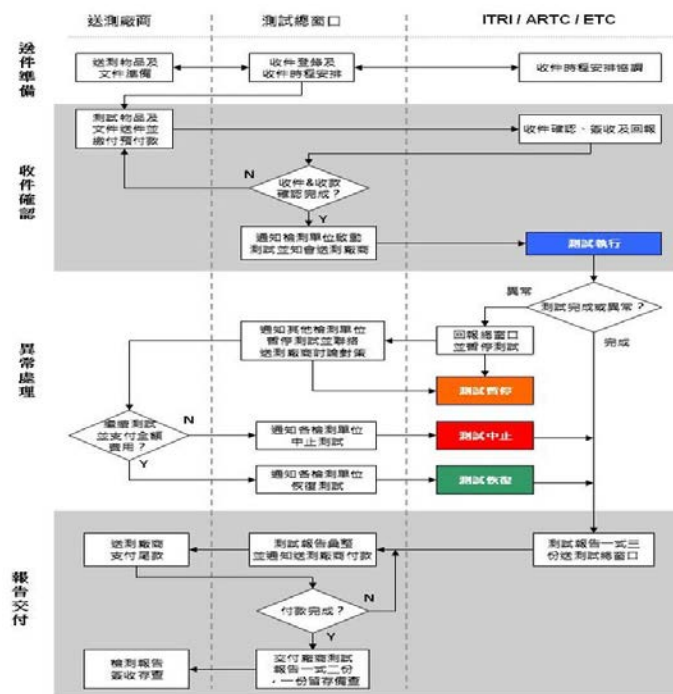 送測廠商
測試總窗口
ITRI / ARTC / ETC
送件準備
送測物品及
文件準備
收件登錄及
收件時程安排
收件時程安排協調
收件確認
測試物品及
文件送件並
繳付預付款
收件確認、簽收及回報
N
收件&收款
確認完成?
Y
通知檢測單位啟動
測試並知會送測廠商
測試執行
異常處理
異常
測試完成或異常?
完成
通知其他檢測單位
暫停測試並聯絡
送測廠商討論對策
回報總窗口
並暫停測試
測試暫停
繼續測試
並支付全額
費用?
N
通知各檢測單位
中止測試
測試中止
Y
通知各檢測單位
恢復測試
測試恢復
報告交付
送測廠商
支付尾款
測試報告彙整
並通知送測廠商付款
測試報告一式三
份送測試總窗口
付款完成?
N
Y
檢測報告
簽收存查
交付廠商測試
報告一式二份
,一份留存備查